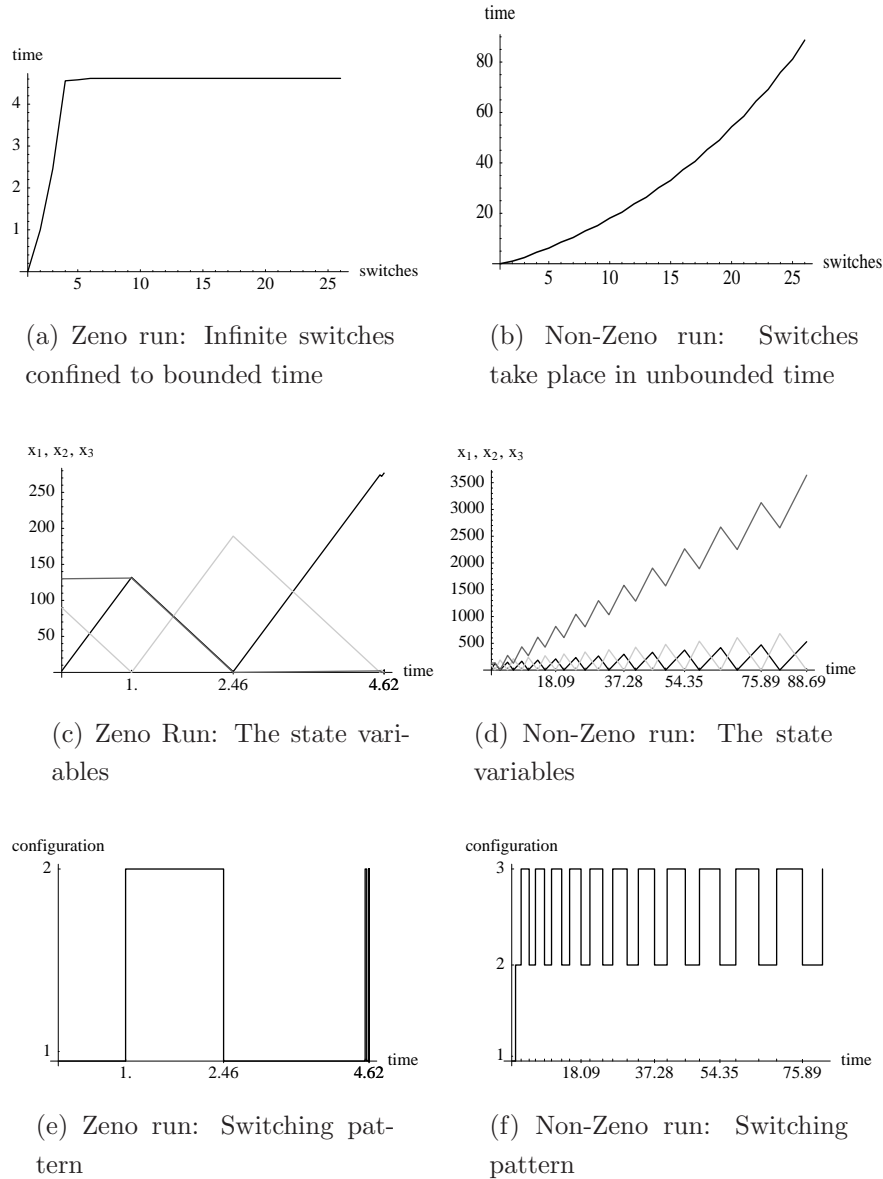 time
4
3
2
1
5 10 15 20 25 switches
(a) Zeno run: Infinite switches
confined to bounded time
time
80
60
40
20
5 10 15 20 25 switches
(b) Non-Zeno run: Switches
take place in unbounded time
x1, x2, x3
250
200
150
100
50
1. 2.46 4.62 time
(c) Zeno Run: The state vari-
ables
x1, x2, x3
3500
3000
2500
2000
1500
1000
500
18.09 37.28 54.35 75.89 88.69 time
(d) Non-Zeno run: The state
variables
configuration
2
1
1. 2.46 4.62 time
(e) Zeno run: Switching pat-
tern
configuration
3
2
1
18.09 37.28 54.35 75.89 time
(f) Non-Zeno run: Switching
pattern